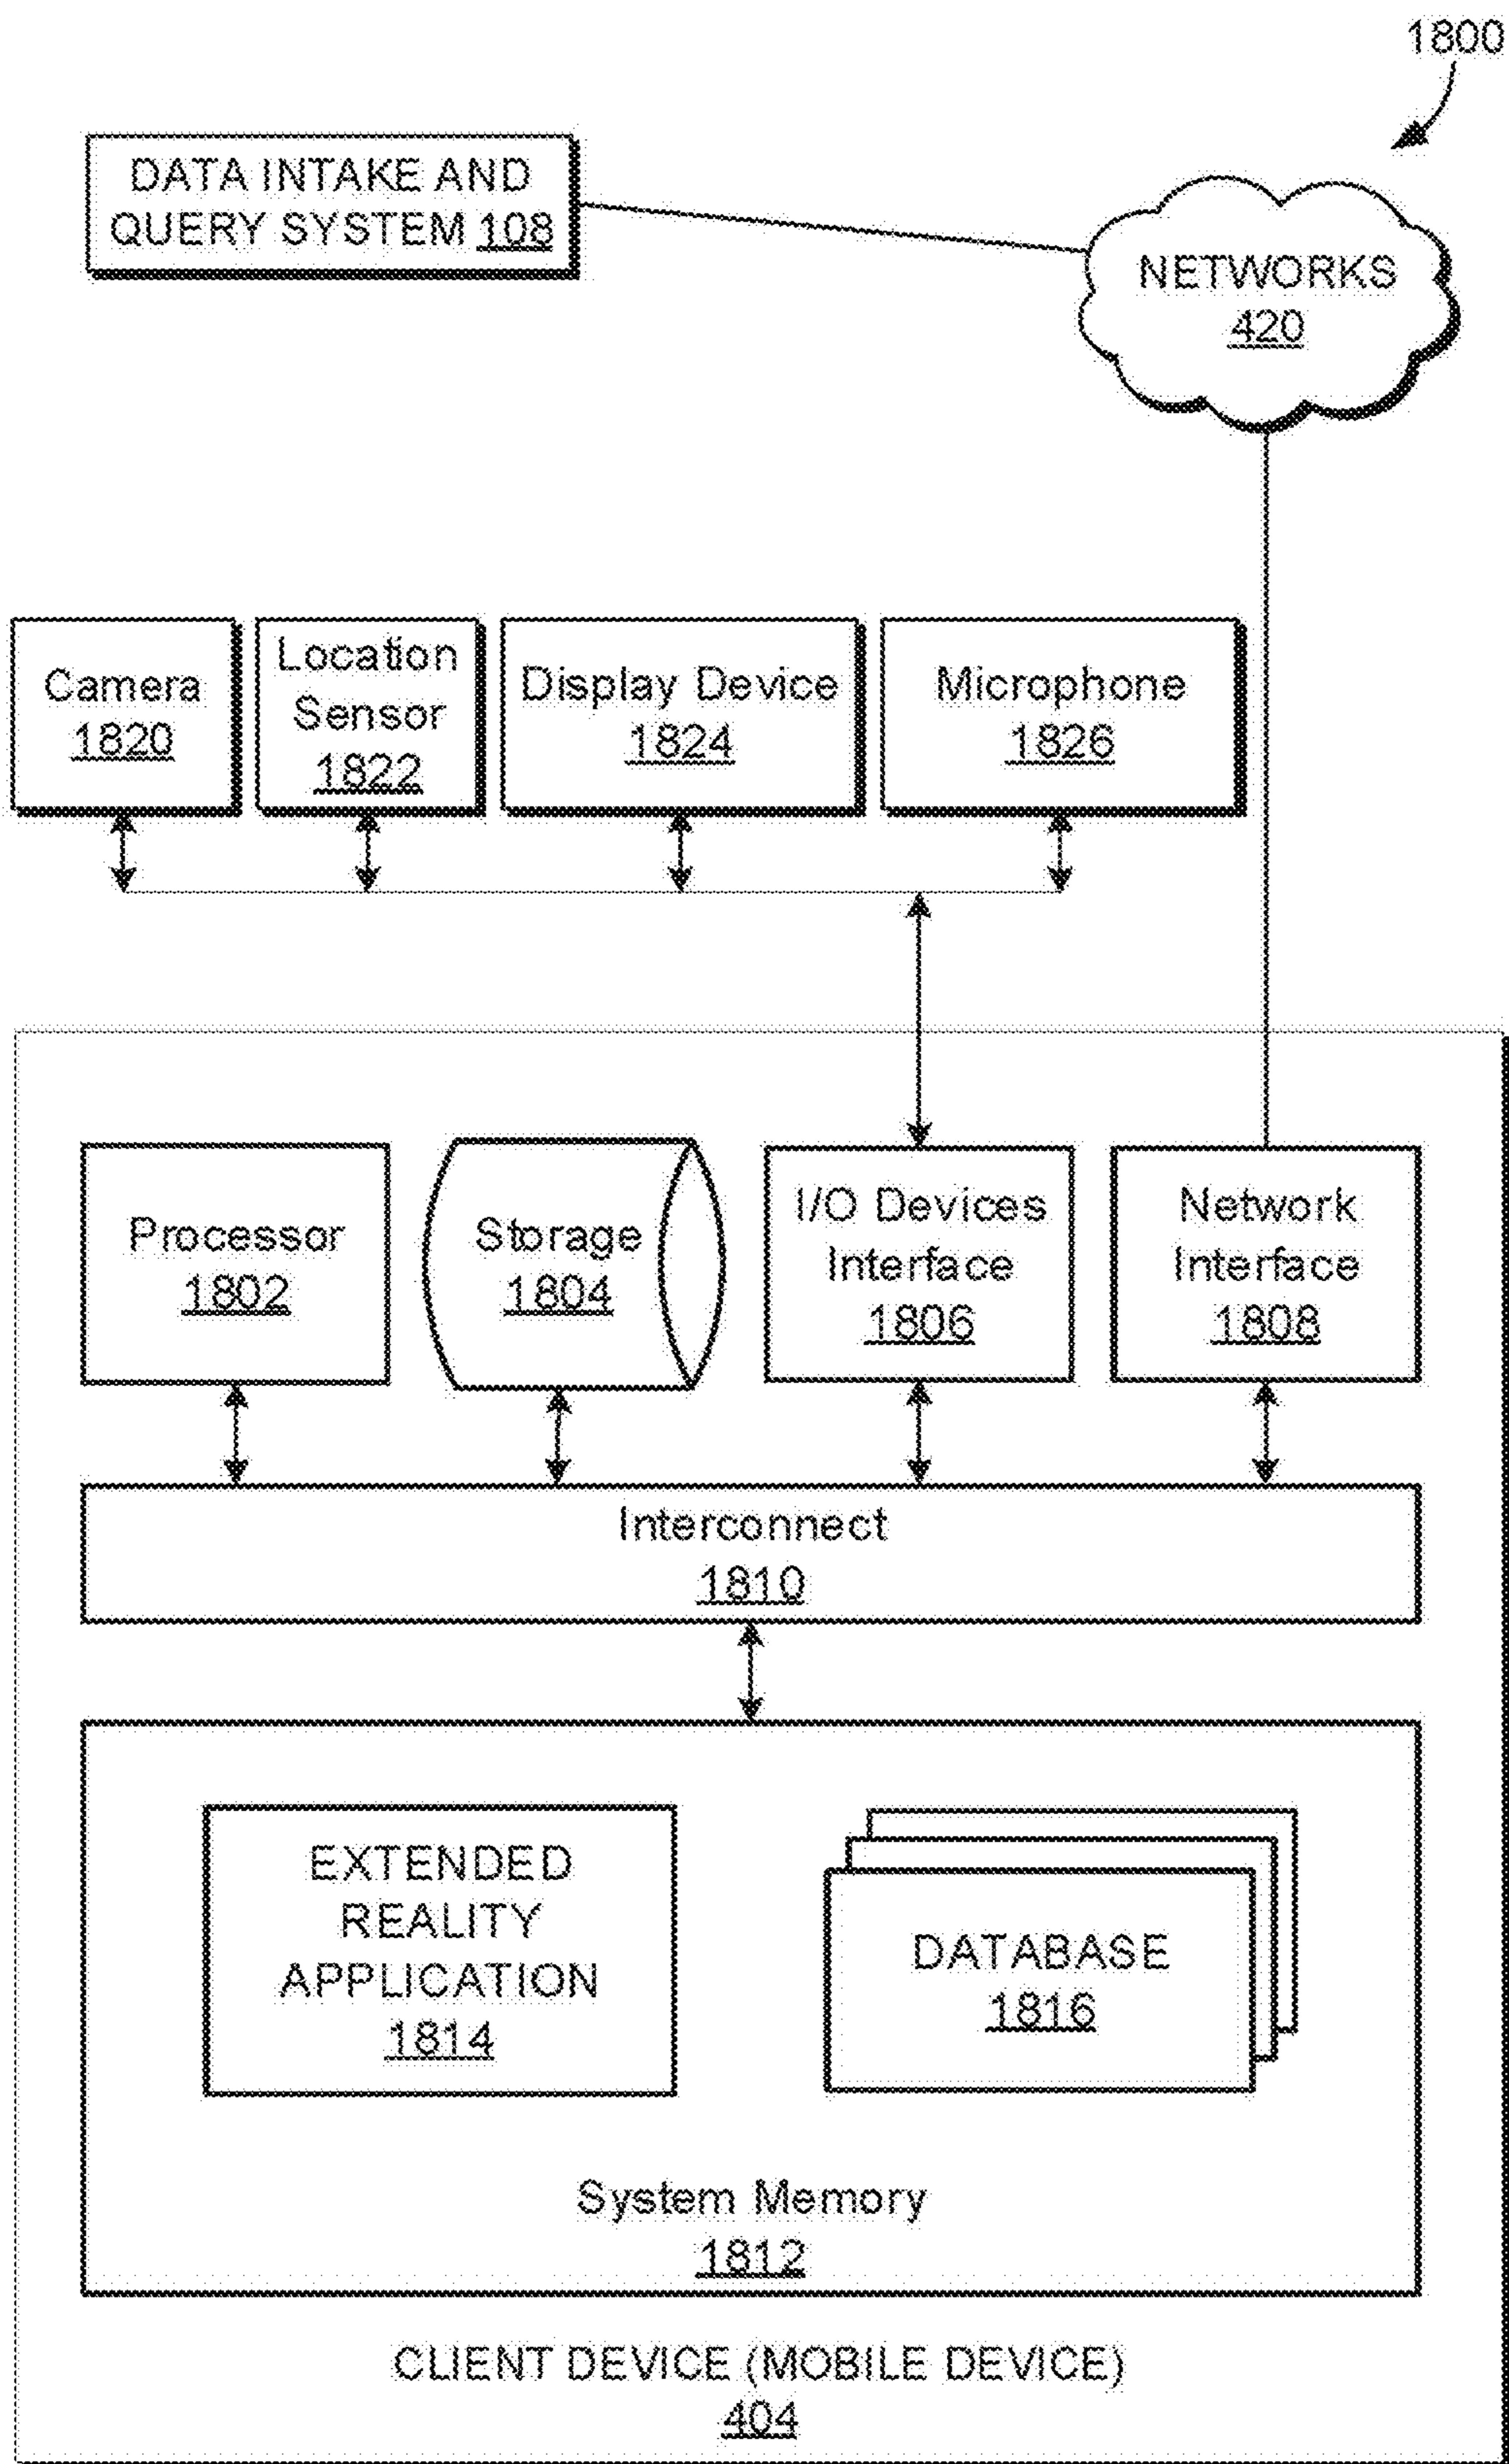 1800
DATA INTAKE AND
QUERY SYSTEM 108
NETWORKS
420
Camera
1820
Location
Sensor
1822
Display Device
1824
Microphone
1826
Processor
1802
Storage
1804
I/O Devices
Interface
1806
Network
Interface
1808
Interconnect
1810
EXTENDED
REALITY
APPLICATION
1814
DATABASE
1816
System Memory
1812
CLIENT DEVICE (MOBILE DEVICE)
404